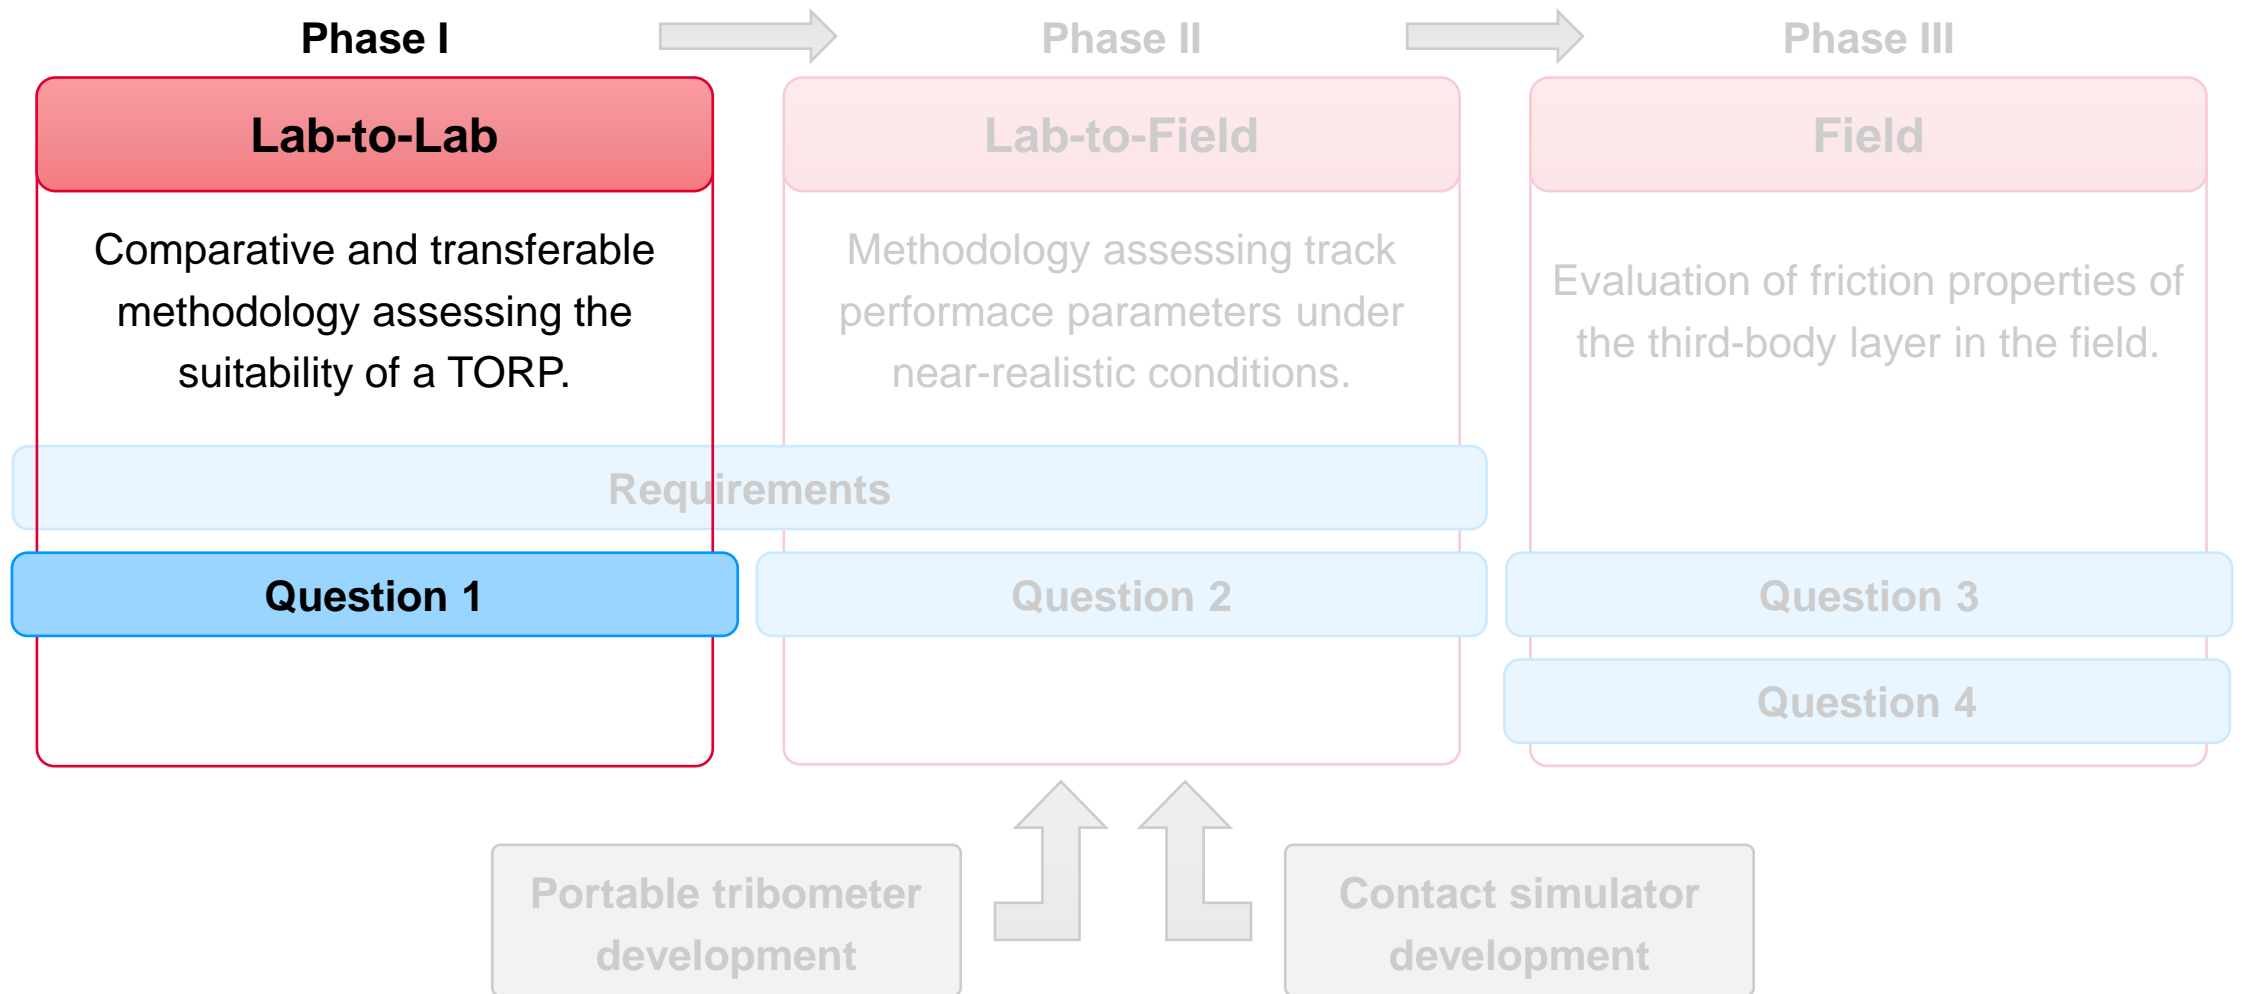 Phase I
Phase II
Phase III
Lab-to-Lab
Comparative and transferable
methodology assessing the
suitability of a TORP.
Lab-to-Field
Methodology assessing track
performace parameters under
near-realistic conditions.
Field
Evaluation of friction properties of
the third-body layer in the field.
Requirements
Question 1
Question 2
Question 3
Question 4
Portable tribometer
development
Contact simulator
development